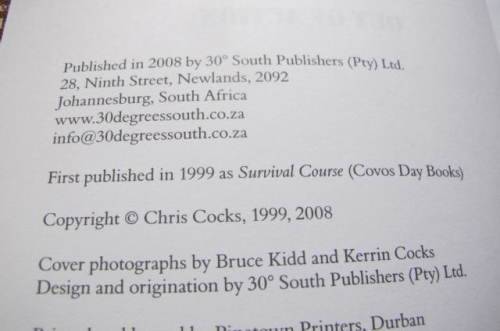 Published in 2008 by 30° South Publishers (Pty) Ltd.
28, Ninth Street, Newlands, 2092
Johannesburg, South Africa
www.30degreessouth.co.za
info@30degreessouth.co.za
First published in 1999 as Survival Course (Covos Day Books)
Copyright © Chris Cocks, 1999, 2008
Cover photographs by Bruce Kidd and Kerrin Cocks
Design and origination by 30° South Publishers (Pty) Ltd.
Pinetown Printers, Durban